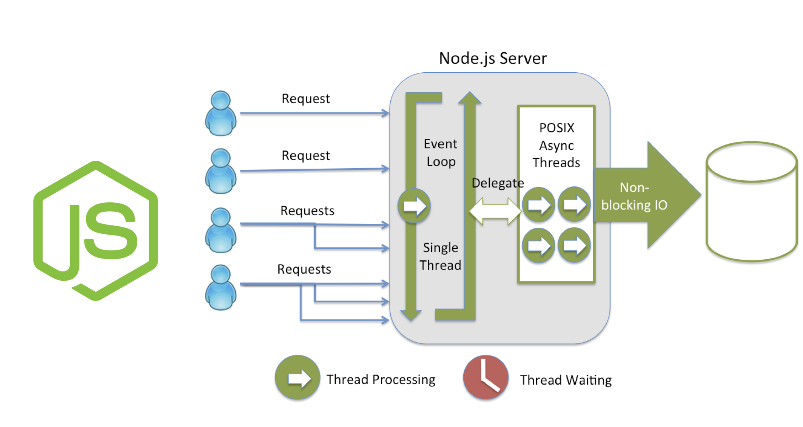 Node.js Server
Request
Request
Requests
Requests
Event
Loop
Single
Thread
Delegate
POSIX
Async
Threads
Non-
blocking IO
JS
Thread Processing
Thread Waiting